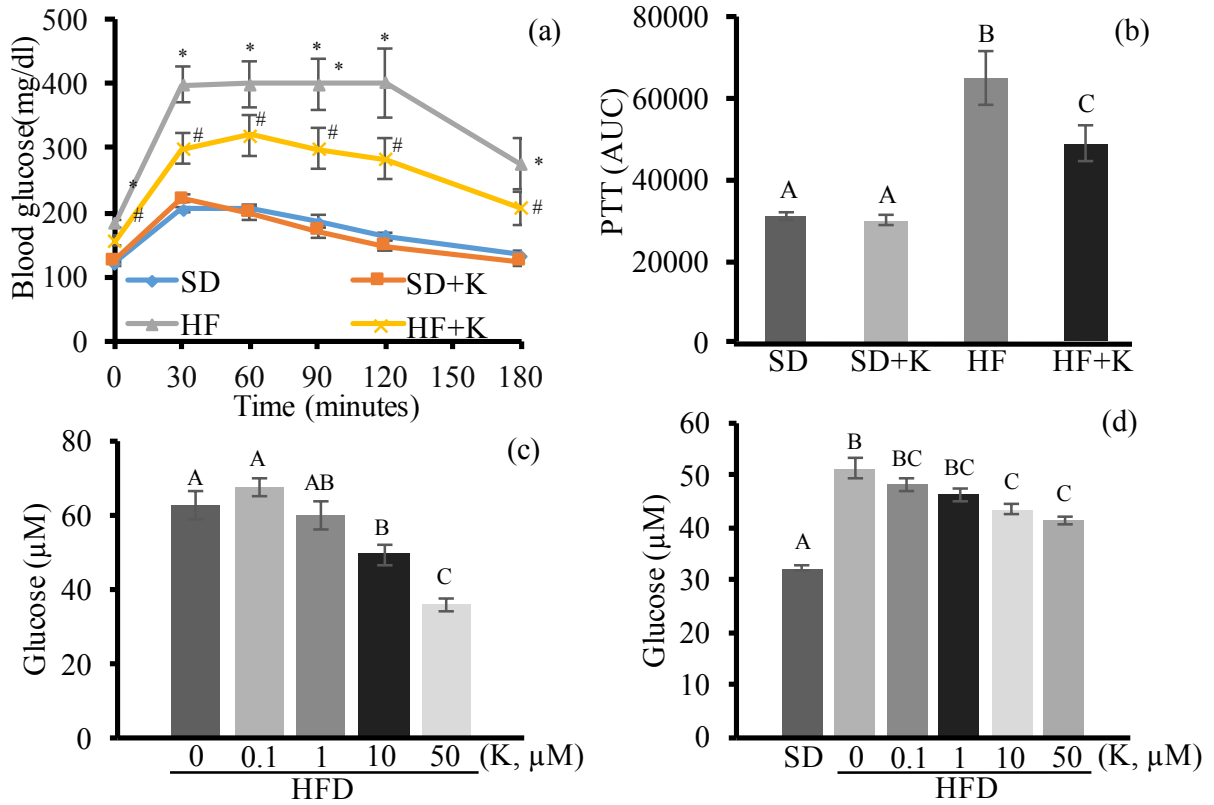 (a)
Blood glucose(mg/dl)
500
400
300
200
100
0
* * * * * * *
# # # # # #
SD SD+K
HF HF+K
0 30 60 90 120 150 180
Time (minutes)
(b)
PTT (AUC)
80000
60000
40000
20000
0
A A B C
SD SD+K HF HF+K
(c)
Glucose (µM)
80
60
40
20
0
A A AB B C
0 0.1 1 10 50 (K, µM)
HFD
(d)
Glucose (µM)
60
50
40
30
20
10
0
A B BC BC C C
SD 0 0.1 1 10 50 (K, µM)
HFD